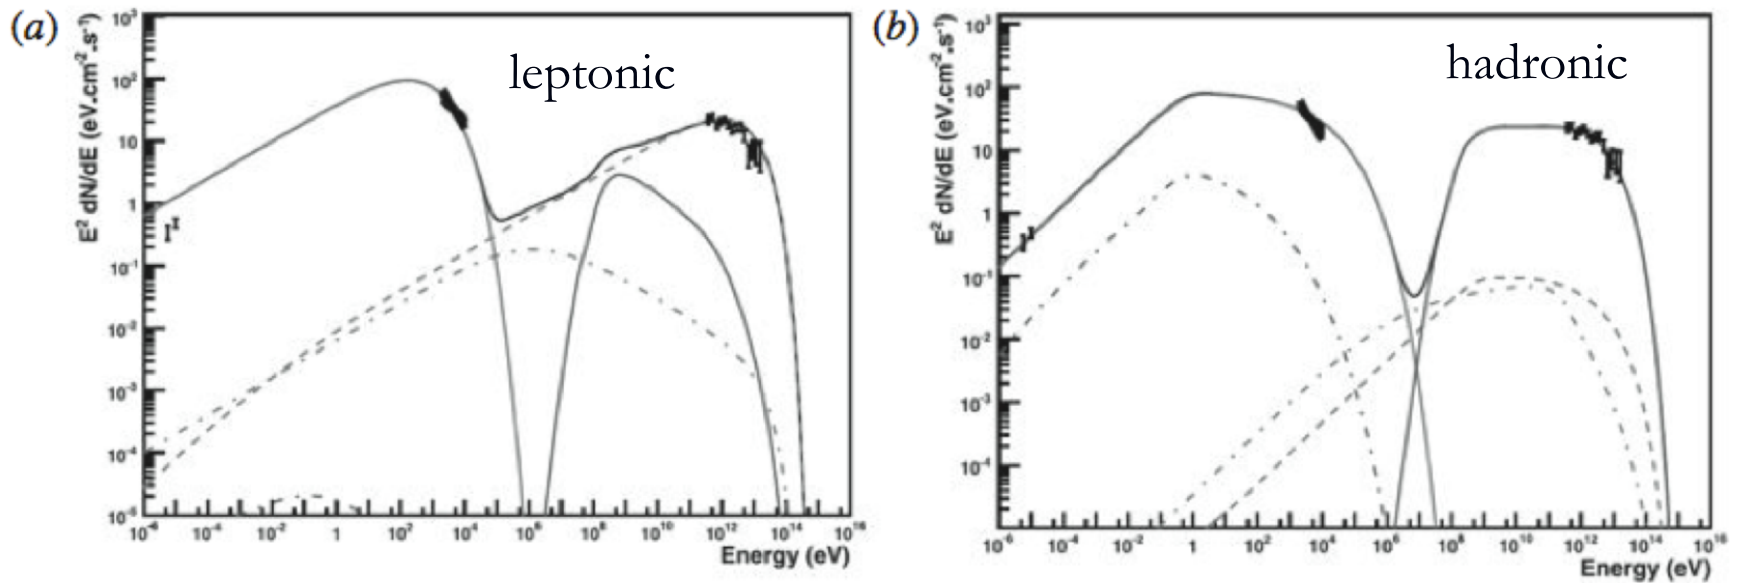 (a)
leptonic
E² dN/dE (eV.cm⁻².s⁻¹)
10³
10²
10
1
10⁻¹
10⁻²
10⁻³
10⁻⁴
10⁻⁵
10⁻⁶ 10⁻⁴ 10⁻² 1 10² 10⁴ 10⁶ 10⁸ 10¹⁰ 10¹² 10¹⁴ 10¹⁶
Energy (eV)
(b)
hadronic
E² dN/dE (eV.cm⁻².s⁻¹)
10³
10²
10
1
10⁻¹
10⁻²
10⁻³
10⁻⁴
10⁻⁶ 10⁻⁴ 10⁻² 1 10² 10⁴ 10⁶ 10⁸ 10¹⁰ 10¹² 10¹⁴ 10¹⁶
Energy (eV)